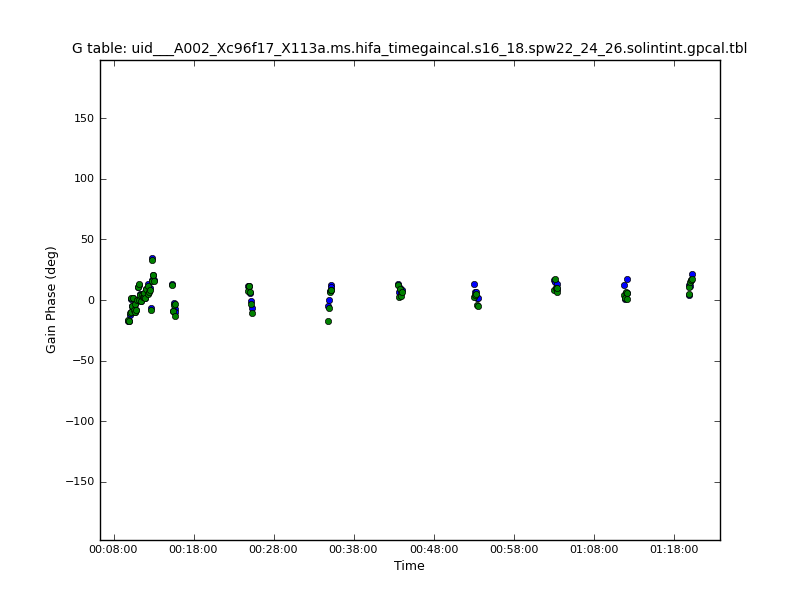 G table: uid___A002_Xc96f17_X113a.ms.hifa_timegaincal.s16_18.spw22_24_26.solintint.gpcal.tbl
150
100
50
0
−50
−100
−150
Gain Phase (deg)
00:08:00 00:18:00 00:28:00 00:38:00 00:48:00 00:58:00 01:08:00 01:18:00
Time